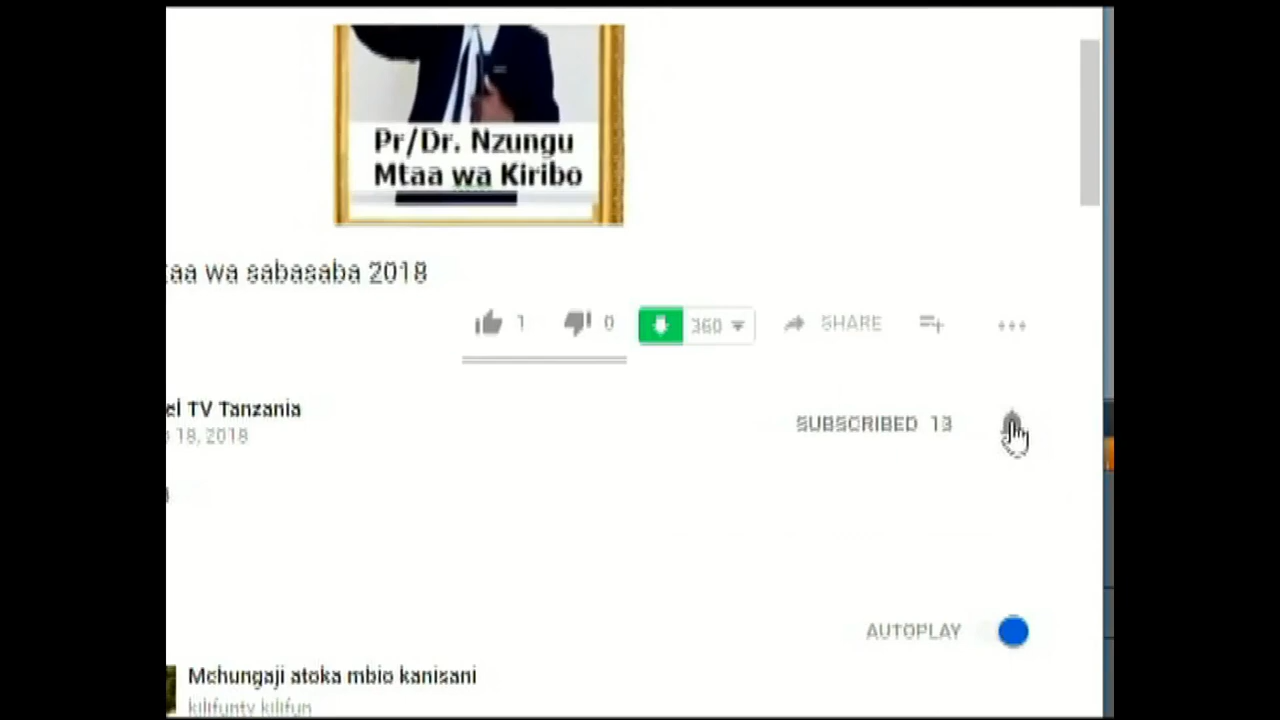 Pr/Dr. Nzungu
Mtaa wa Kiribo
taa wa sabasaba 2018
1 0 360 SHARE
el TV Tanzania
18, 2018
SUBSCRIBED 13
AUTOPLAY
Mchungaji atoka mbio kanisani
kilifuntv kilifun